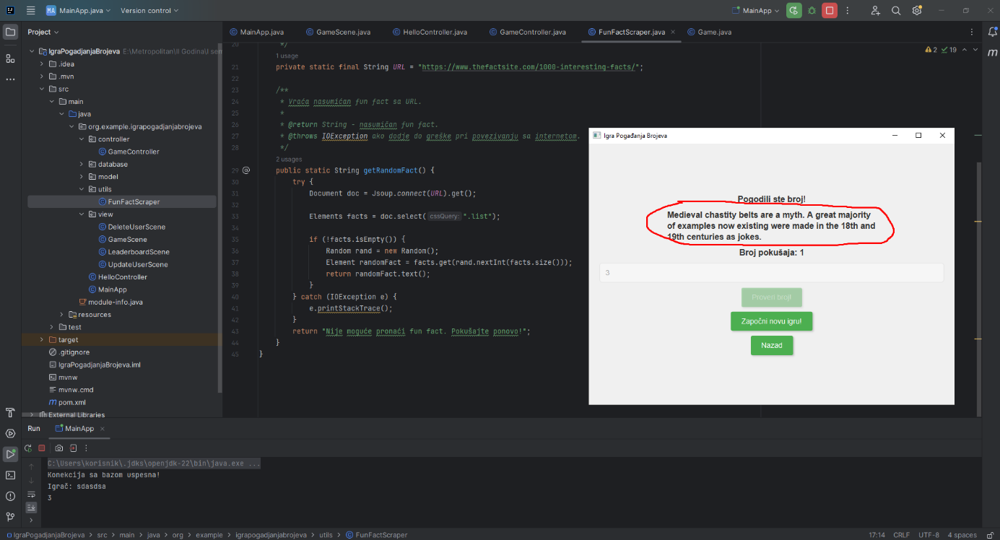 MA MainApp.java Version control MainApp
Project
MainApp.java GameScene.java HelloController.java GameController.java FunFactScraper.java Game.java
IgraPogadjanjaBrojeva E:\Metropolitan\II Godina\I sem
.idea
.mvn
src
main
java
org.example.igrapogadjanjabrojeva
controller
GameController
database
model
utils
FunFactScraper
view
DeleteUserScene
GameScene
LeaderboardScene
UpdateUserScene
HelloController
MainApp
module-info.java
resources
test
target
.gitignore
IgraPogadjanjaBrojeva.iml
mvnw
mvnw.cmd
pom.xml
External Libraries
2 19
20 */
1 usage
21 private static final String URL = "https://www.thefactsite.com/1000-interesting-facts/";
22
23 /**
24 * Vraća nasumičan fun fact sa URL.
25 *
26 * @return String - nasumičan fun fact.
27 * @throws IOException ako dodje do greške pri povezivanju sa internetom.
28 */
2 usages
29 @ public static String getRandomFact() {
30 try {
31 Document doc = Jsoup.connect(URL).get();
32
33 Elements facts = doc.select( cssQuery: ".list");
34
35 if (!facts.isEmpty()) {
36 Random rand = new Random();
37 Element randomFact = facts.get(rand.nextInt(facts.size()));
38 return randomFact.text();
39 }
40 } catch (IOException e) {
41 e.printStackTrace();
42 }
43 return "Nije moguće pronaći fun fact. Pokušajte ponovo!";
44 }
45 }
Igra Pogađanja Brojeva
Pogodili ste broj!
Medieval chastity belts are a myth. A great majority
of examples now existing were made in the 18th and
19th centuries as jokes.
Broj pokušaja: 1
3
Proveri broj!
Započni novu igru!
Nazad
Run MainApp
C:\Users\korisnik\.jdks\openjdk-22\bin\java.exe ...
Konekcija sa bazom uspesna!
Igrač: sdasdsa
3
IgraPogadjanjaBrojeva > src > main > java > org > example > igrapogadjanjabrojeva > utils > FunFactScraper
17:14 CRLF UTF-8 4 spaces